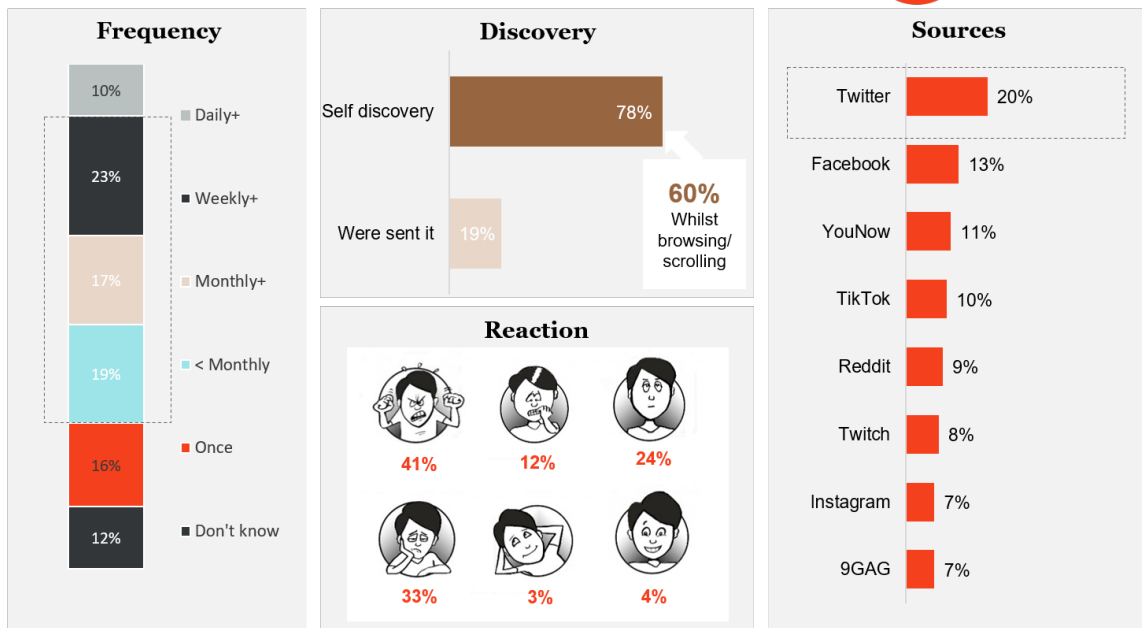 Frequency
10%
23%
17%
19%
16%
12%
Daily+
Weekly+
Monthly+
< Monthly
Once
Don't know
Discovery
Self discovery
78%
Were sent it
19%
60%
Whilst
browsing/
scrolling
Reaction
41%
12%
24%
33%
3%
4%
Sources
Twitter
20%
Facebook
13%
YouNow
11%
TikTok
10%
Reddit
9%
Twitch
8%
Instagram
7%
9GAG
7%